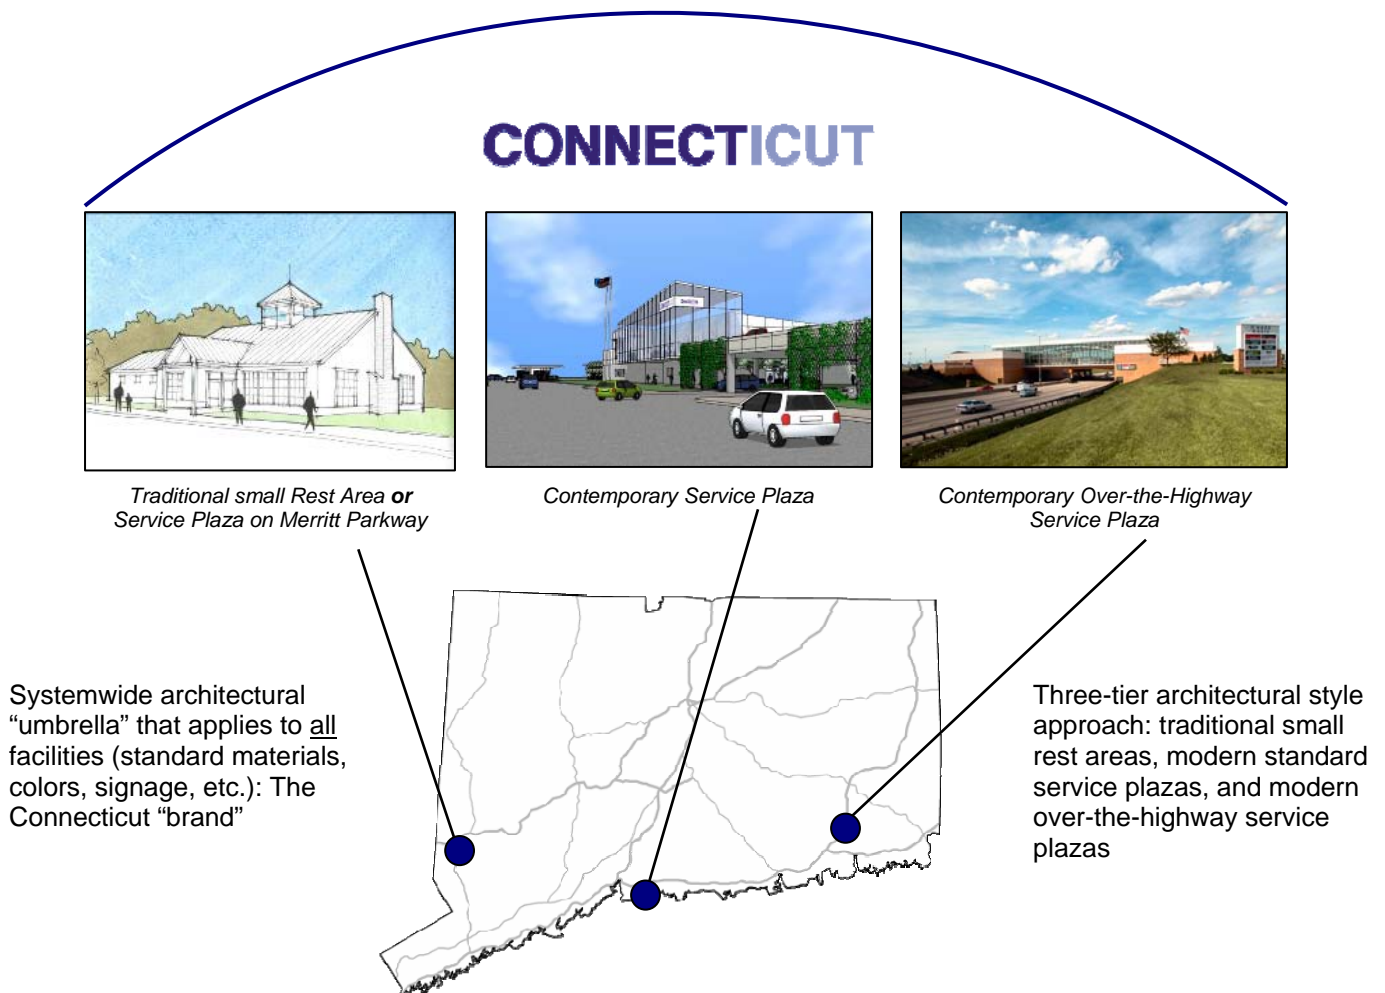 CONNECTICUT
Traditional small Rest Area or
Service Plaza on Merritt Parkway
Contemporary Service Plaza
Contemporary Over-the-Highway
Service Plaza
Systemwide architectural
“umbrella” that applies to all
facilities (standard materials,
colors, signage, etc.): The
Connecticut “brand”
Three-tier architectural style
approach: traditional small
rest areas, modern standard
service plazas, and modern
over-the-highway service
plazas